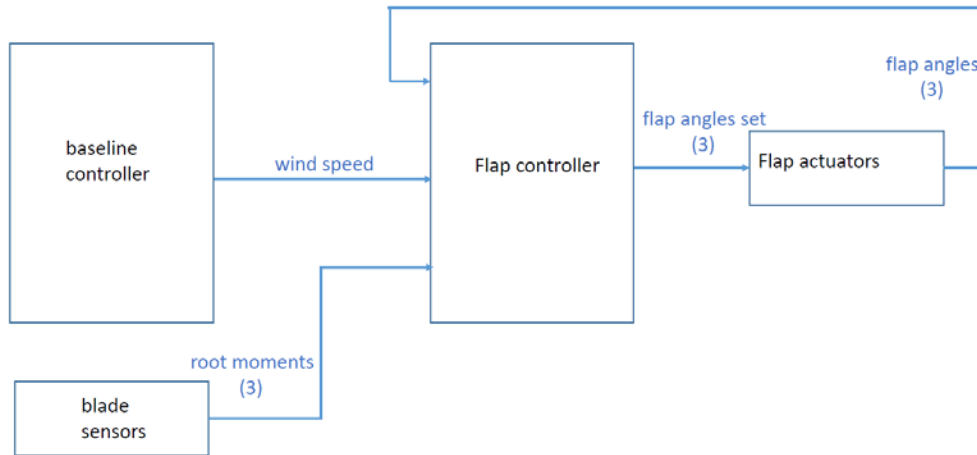 flap angles
(3)
flap angles set
(3)
baseline
controller
wind speed
Flap controller
Flap actuators
root moments
(3)
blade
sensors